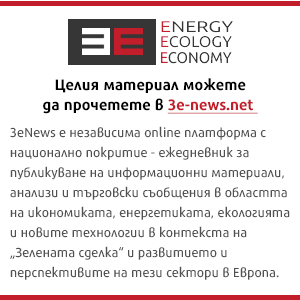 3E ENERGY
ECOLOGY
ECONOMY
Целия материал можете
да прочетете в 3e-news.net
3eNews е независима online платформа с
национално покритие - ежедневник за
публикуване на информационни материали,
анализи и търговски съобщения в областта
на икономиката, енергетиката, екологията
и новите технологии в контекста на
„Зелената сделка“ и развитието и
перспективите на тези сектори в Европа.